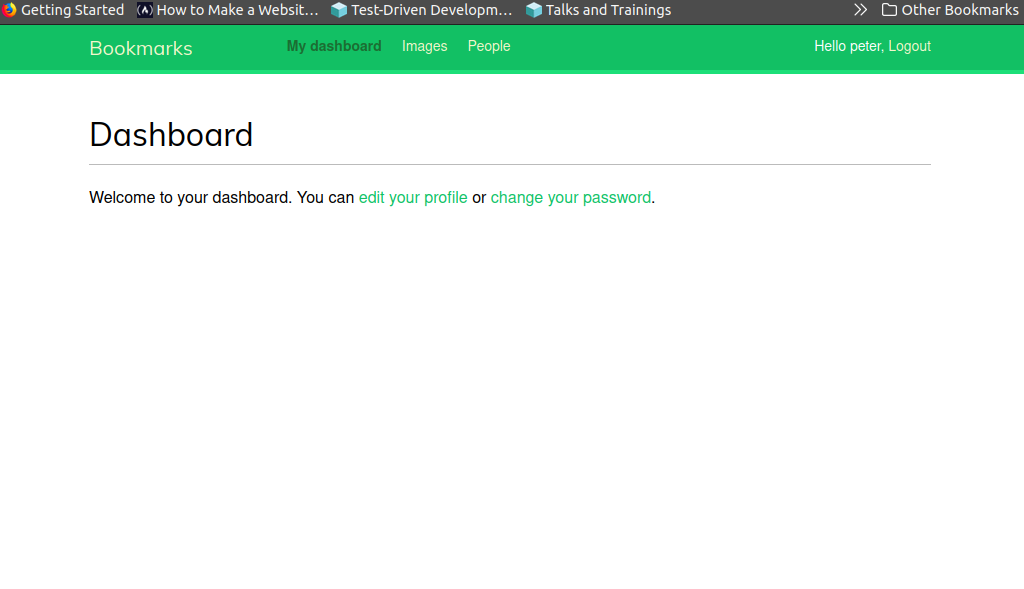 Getting Started How to Make a Websit… Test-Driven Developm… Talks and Trainings Other Bookmarks
Bookmarks My dashboard Images People Hello peter, Logout
Dashboard
Welcome to your dashboard. You can edit your profile or change your password.